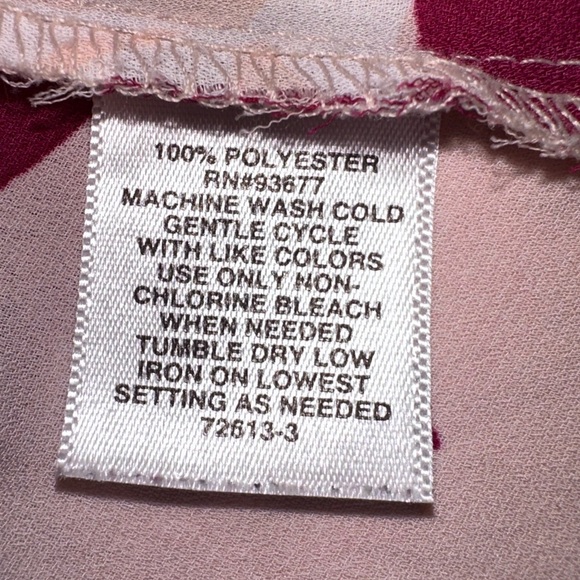 100% POLYESTER
RN#93677
MACHINE WASH COLD
GENTLE CYCLE
WITH LIKE COLORS
USE ONLY NON-
CHLORINE BLEACH
WHEN NEEDED
TUMBLE DRY LOW
IRON ON LOWEST
SETTING AS NEEDED
72613-3